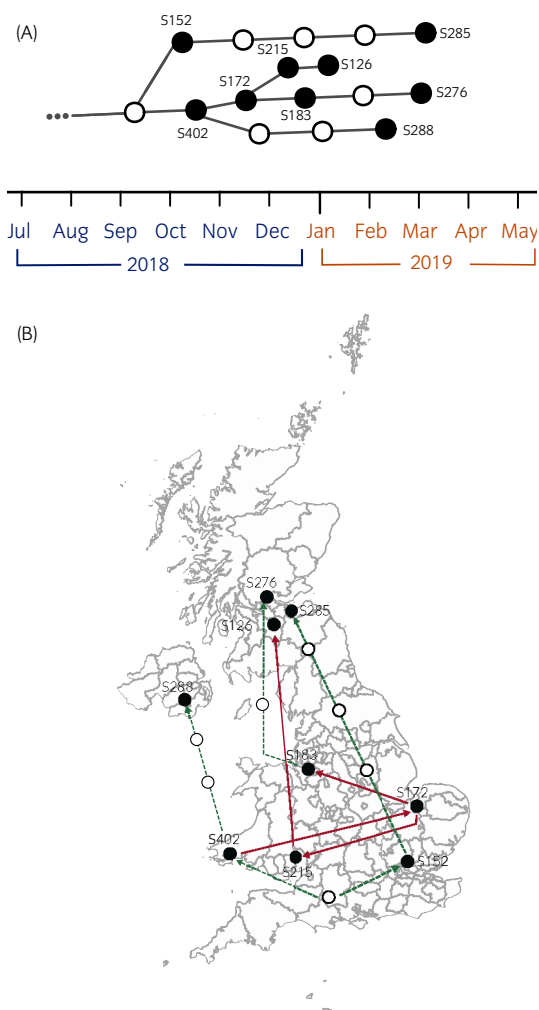 (A)
S152
S285
S215
S126
S172
S276
S183
S402
S288
Jul Aug Sep Oct Nov Dec Jan Feb Mar Apr May
2018 2019
(B)
S276
S285
S126
S288
S183
S172
S402
S215
S152